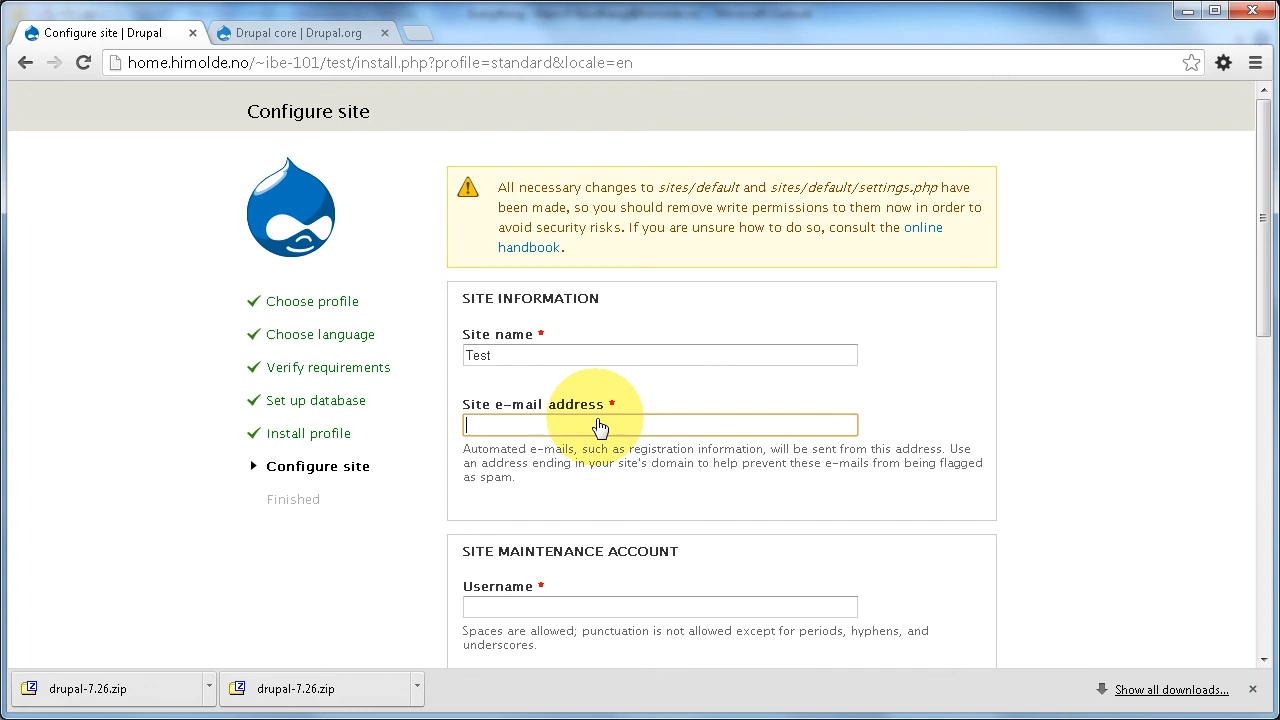 Configure site | Drupal
Drupal core | Drupal.org
home.himolde.no/~ibe-101/test/install.php?profile=standard&locale=en
Configure site
All necessary changes to sites/default and sites/default/settings.php have
been made, so you should remove write permissions to them now in order to
avoid security risks. If you are unsure how to do so, consult the online
handbook.
Choose profile
Choose language
Verify requirements
Set up database
Install profile
Configure site
Finished
SITE INFORMATION
Site name *
Test
Site e-mail address *
Automated e-mails, such as registration information, will be sent from this address. Use
an address ending in your site's domain to help prevent these e-mails from being flagged
as spam.
SITE MAINTENANCE ACCOUNT
Username *
Spaces are allowed; punctuation is not allowed except for periods, hyphens, and
underscores.
drupal-7.26.zip
drupal-7.26.zip
Show all downloads...